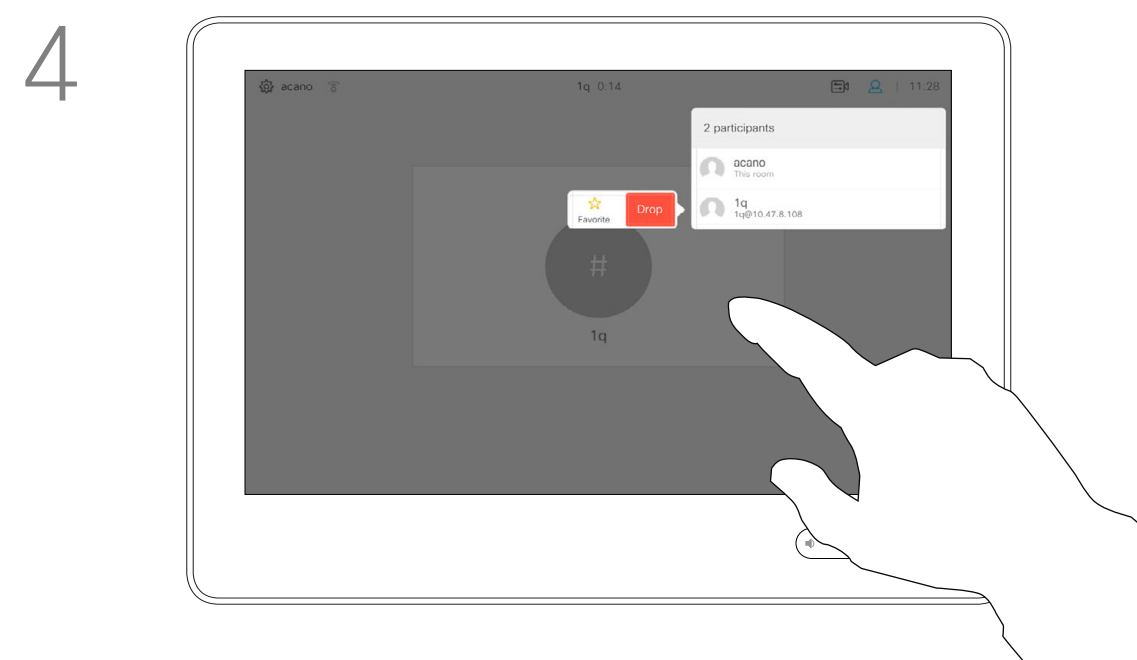 4
acano
1q 0:14
11:28
2 participants
acano
This room
Favorite
Drop
1q
1q@10.47.8.108
#
1q